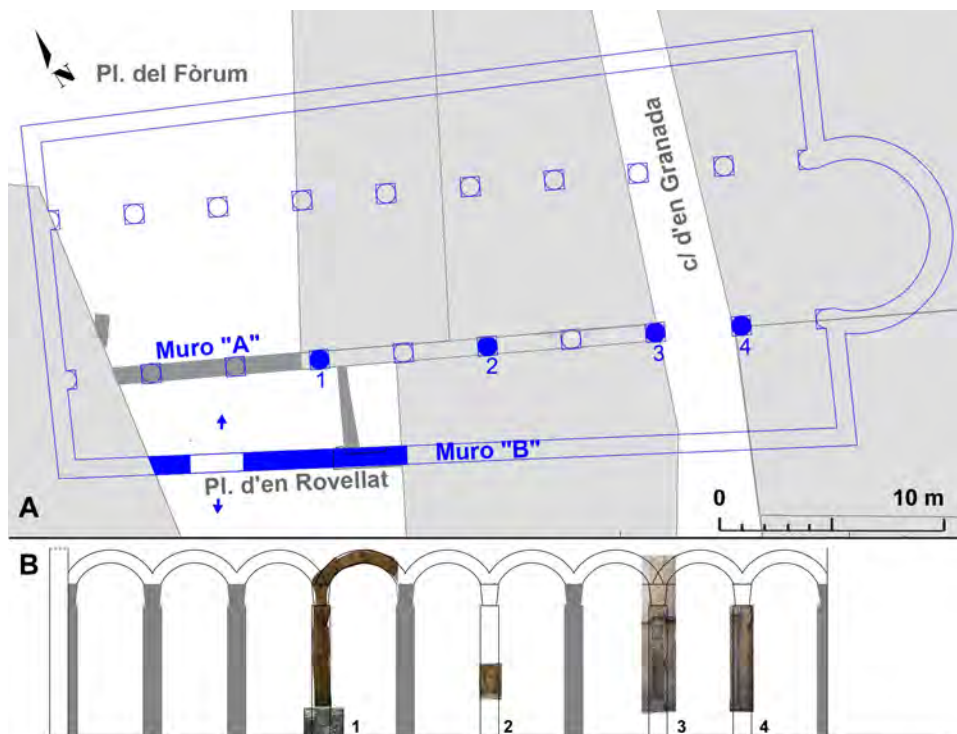 N
Pl. del Fòrum
c/ d'en Granada
Muro "A"
1
2
3
4
Muro "B"
Pl. d'en Rovellat
A
0 10 m
B
1
2
3
4